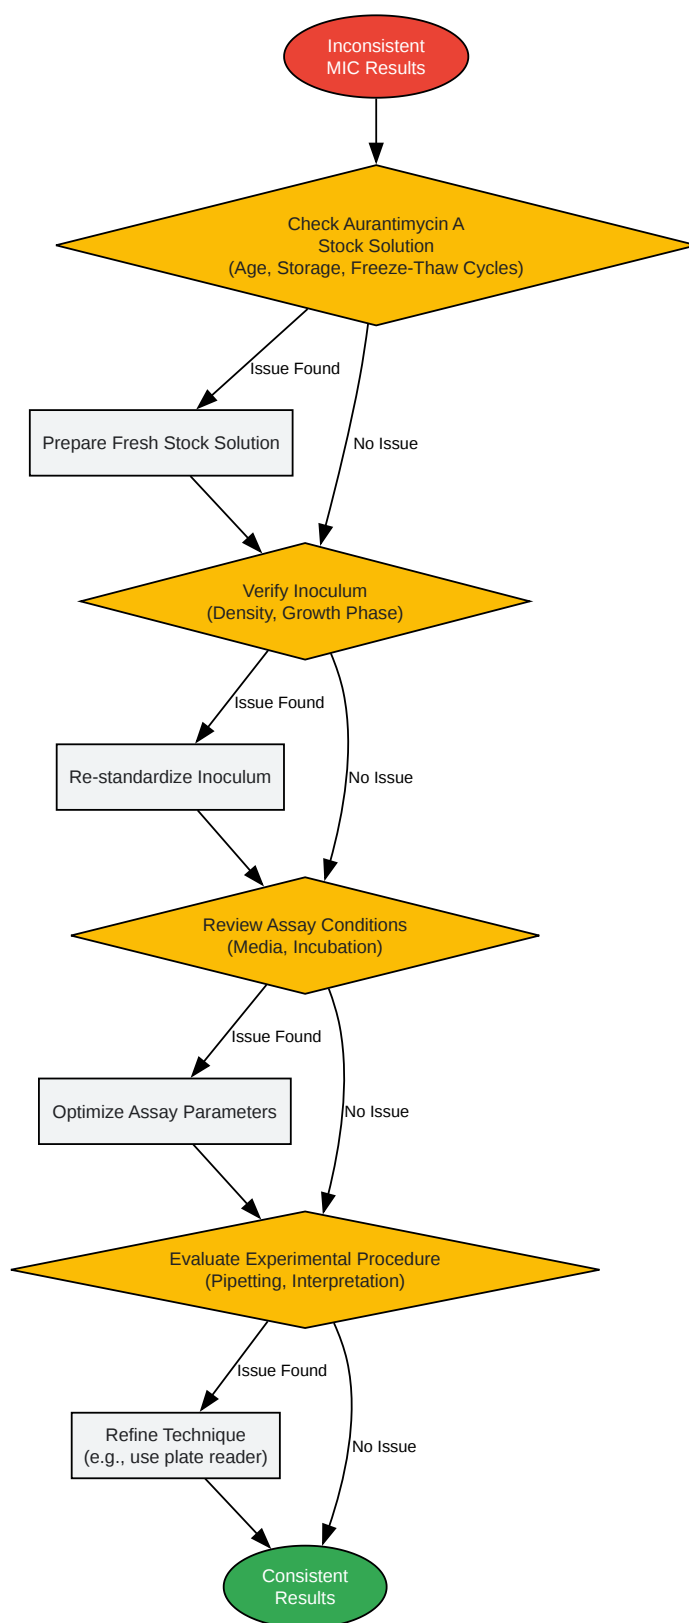 Inconsistent
MIC Results
Check Aurantimycin A
Stock Solution
(Age, Storage, Freeze-Thaw Cycles)
Issue Found
Prepare Fresh Stock Solution
No Issue
Verify Inoculum
(Density, Growth Phase)
Issue Found
Re-standardize Inoculum
No Issue
Review Assay Conditions
(Media, Incubation)
Issue Found
Optimize Assay Parameters
No Issue
Evaluate Experimental Procedure
(Pipetting, Interpretation)
Issue Found
Refine Technique
(e.g., use plate reader)
No Issue
Consistent
Results